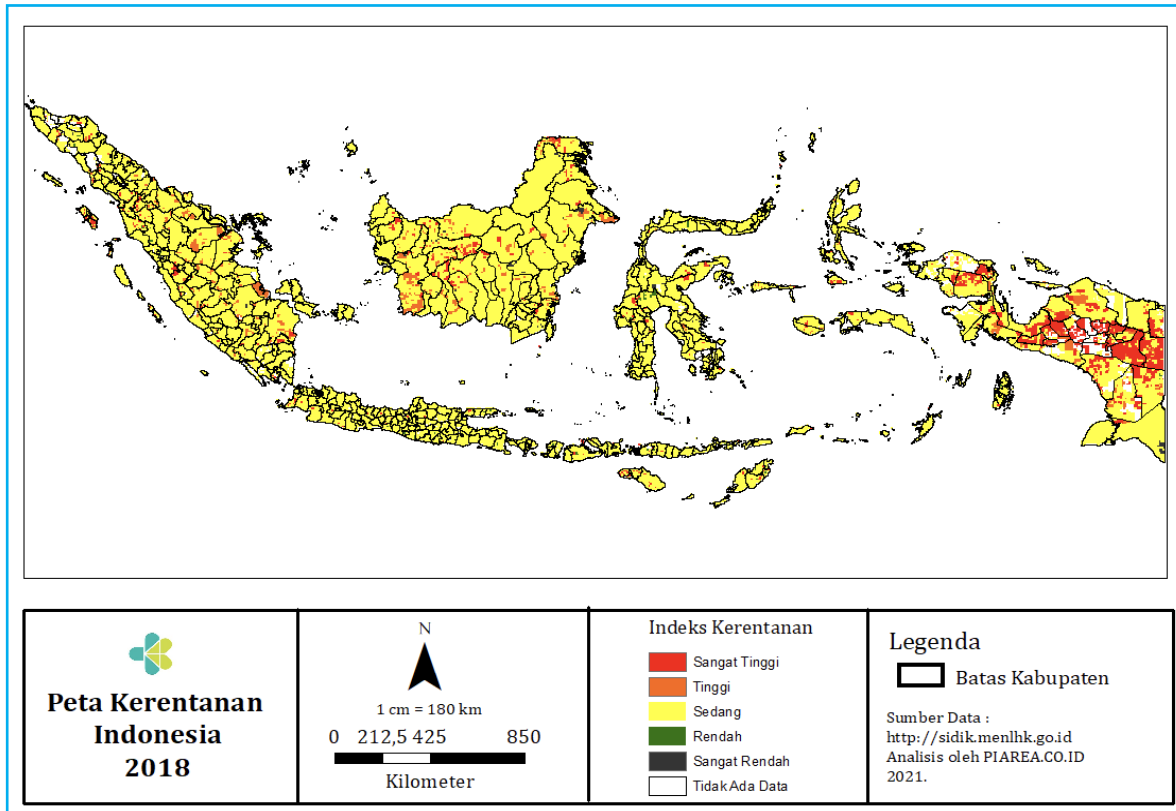 Peta Kerentanan
Indonesia
2018
N
1 cm = 180 km
0 212,5 425 850
Kilometer
Indeks Kerentanan
Sangat Tinggi
Tinggi
Sedang
Rendah
Sangat Rendah
Tidak Ada Data
Legenda
Batas Kabupaten
Sumber Data :
http://sidik.menlhk.go.id
Analisis oleh PIAREA.CO.ID
2021.